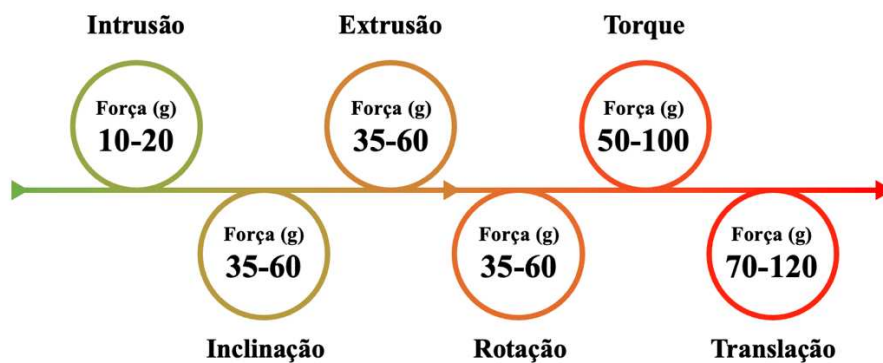 Intrusão
Força (g)
10-20
Extrusão
Força (g)
35-60
Torque
Força (g)
50-100
Força (g)
35-60
Inclinação
Força (g)
35-60
Rotação
Força (g)
70-120
Translação